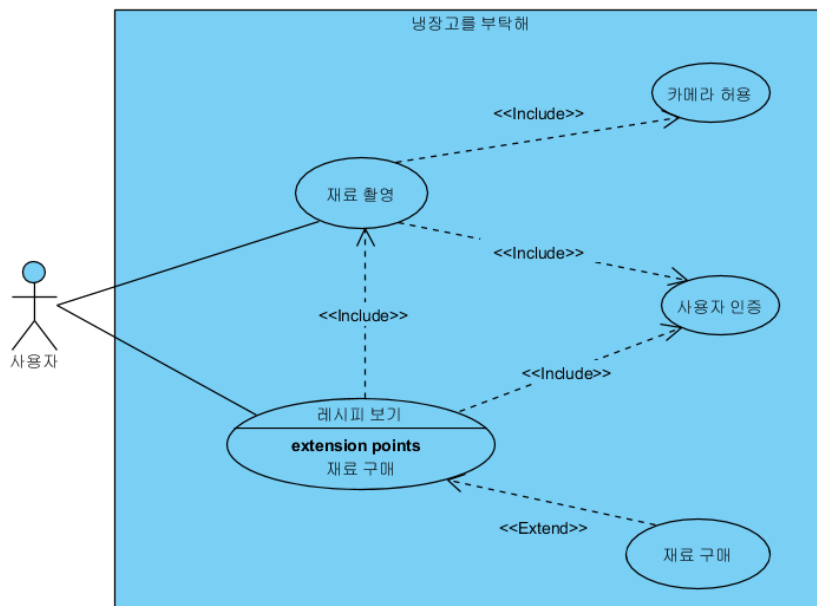 냉장고를 부탁해
카메라 허용
<<Include>>
재료 촬영
<<Include>>
사용자 인증
<<Include>>
사용자
<<Include>>
레시피 보기
extension points
재료 구매
<<Extend>>
재료 구매